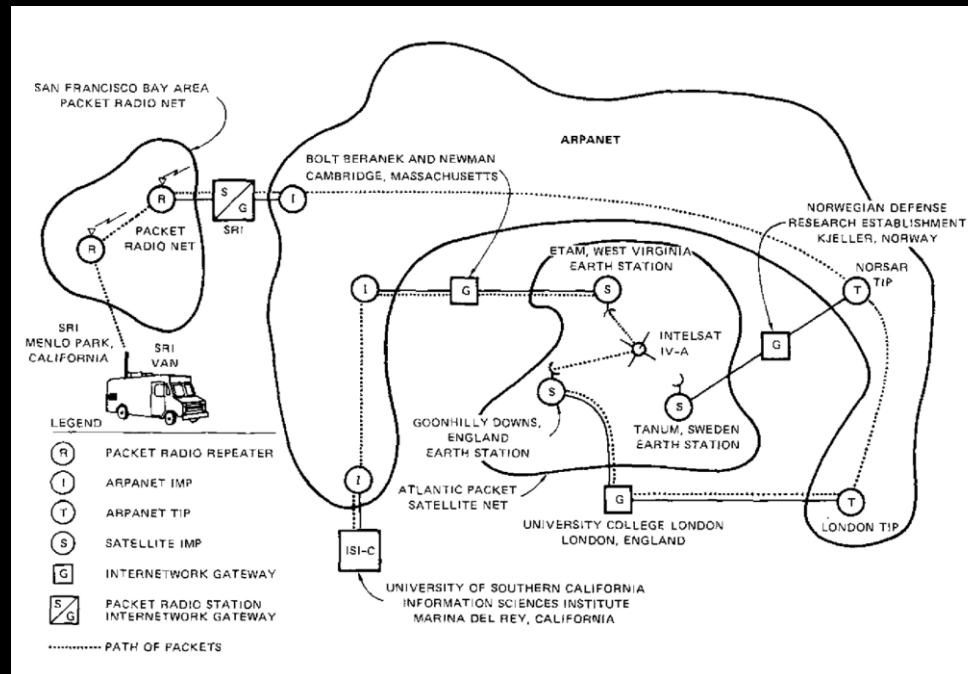 SAN FRANCISCO BAY AREA
PACKET RADIO NET
ARPANET
BOLT BERANEK AND NEWMAN
CAMBRIDGE, MASSACHUSETTS
R
S
G
I
PACKET
RADIO NET
SRI
R
NORWEGIAN DEFENSE
RESEARCH ESTABLISHMENT
KJELLER, NORWAY
ETAM, WEST VIRGINIA
EARTH STATION
NORSAR
TIP
I
G
S
T
SRI
MENLO PARK,
CALIFORNIA
SRI
VAN
INTELSAT
IV-A
G
S
S
GOONHILLY DOWNS,
ENGLAND
EARTH STATION
TANUM, SWEDEN
EARTH STATION
I
ATLANTIC PACKET
SATELLITE NET
G
T
UNIVERSITY COLLEGE LONDON
LONDON, ENGLAND
LONDON TIP
ISI-C
UNIVERSITY OF SOUTHERN CALIFORNIA
INFORMATION SCIENCES INSTITUTE
MARINA DEL REY, CALIFORNIA
LEGEND
R PACKET RADIO REPEATER
I ARPANET IMP
T ARPANET TIP
S SATELLITE IMP
G INTERNETWORK GATEWAY
S/G PACKET RADIO STATION
INTERNETWORK GATEWAY
PATH OF PACKETS